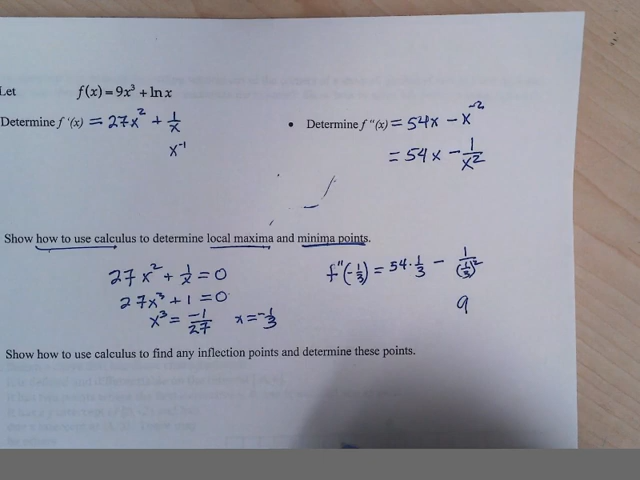 Let f(x) = 9x³ + ln x
Determine f '(x) = 27x² + 1/x
x⁻¹
• Determine f ''(x) = 54x - x⁻²
= 54x - 1/x²
Show how to use calculus to determine local maxima and minima points.
27x² + 1/x = 0
27x³ + 1 = 0
x³ = -1/27 x = -1/3
f''(-1/3) = 54·1/3 - 1/(1/3)²
9
Show how to use calculus to find any inflection points and determine these points.